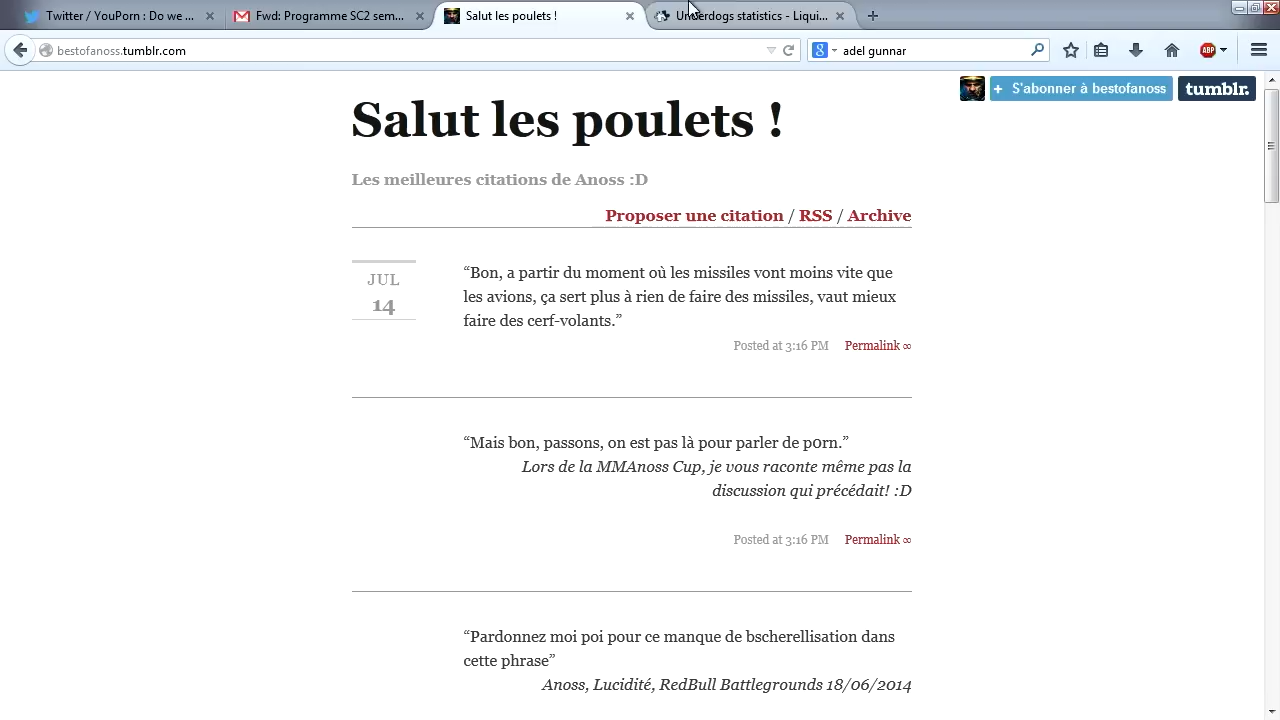 Twitter / YouPorn : Do we ...
Fwd: Programme SC2 sem...
Salut les poulets !
Underdogs statistics - Liqui...
bestofanoss.tumblr.com
adel gunnar
ABP
+ S'abonner à bestofanoss
tumblr.
Salut les poulets !
Les meilleures citations de Anoss :D
Proposer une citation / RSS / Archive
JUL
14
“Bon, a partir du moment où les missiles vont moins vite que
les avions, ça sert plus à rien de faire des missiles, vaut mieux
faire des cerf-volants.”
Posted at 3:16 PM Permalink ∞
“Mais bon, passons, on est pas là pour parler de p0rn.”
Lors de la MMAnoss Cup, je vous raconte même pas la
discussion qui précédait! :D
Posted at 3:16 PM Permalink ∞
“Pardonnez moi poi pour ce manque de bscherellisation dans
cette phrase”
Anoss, Lucidité, RedBull Battlegrounds 18/06/2014